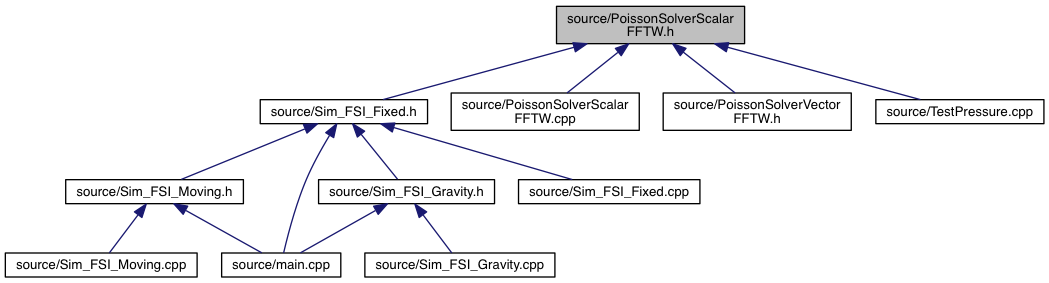 source/PoissonSolverScalar
FFTW.h
source/Sim_FSI_Fixed.h
source/PoissonSolverScalar
FFTW.cpp
source/PoissonSolverVector
FFTW.h
source/TestPressure.cpp
source/Sim_FSI_Moving.h
source/Sim_FSI_Gravity.h
source/Sim_FSI_Fixed.cpp
source/Sim_FSI_Moving.cpp
source/main.cpp
source/Sim_FSI_Gravity.cpp